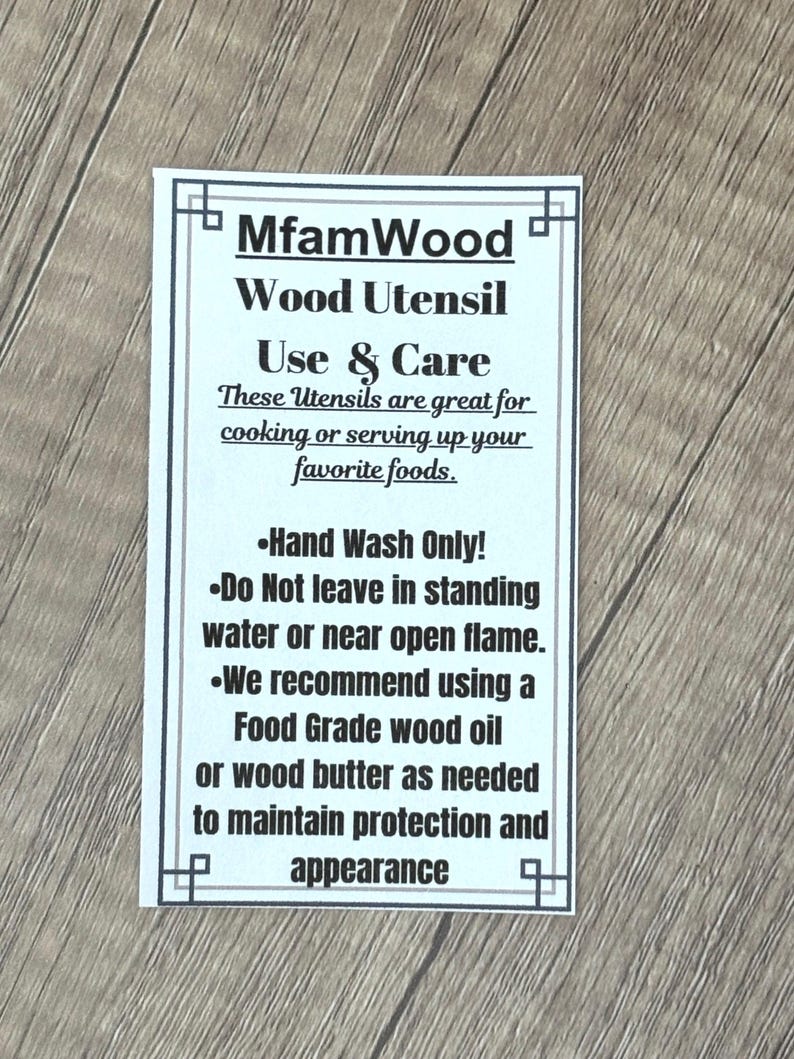 MfamWood
Wood Utensil
Use & Care
These Utensils are great for
cooking or serving up your
favorite foods.
•Hand Wash Only!
•Do Not leave in standing
water or near open flame.
•We recommend using a
Food Grade wood oil
or wood butter as needed
to maintain protection and
appearance